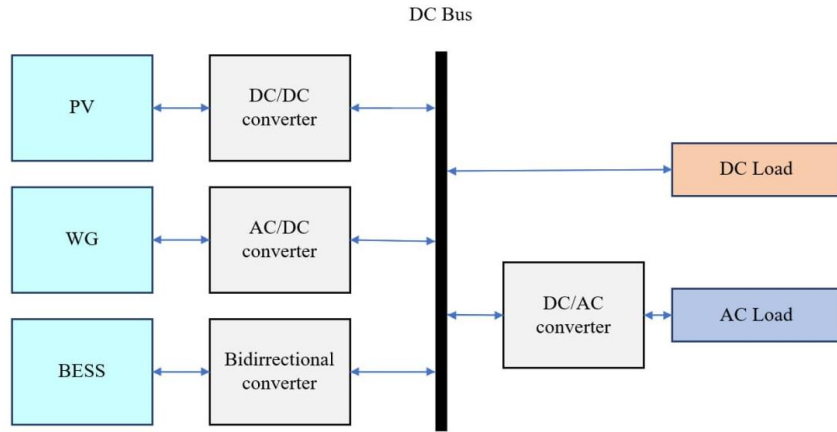 DC Bus
PV
DC/DC
converter
DC Load
WG
AC/DC
converter
DC/AC
converter
AC Load
BESS
Bidirrectional
converter